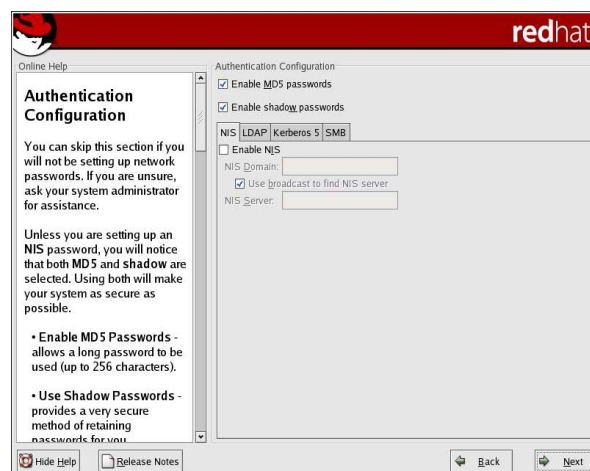 redhat
Online Help
Authentication
Configuration
You can skip this section if you
will not be setting up network
passwords. If you are unsure,
ask your system administrator
for assistance.
Unless you are setting up an
NIS password, you will notice
that both MD5 and shadow are
selected. Using both will make
your system as secure as
possible.
• Enable MD5 Passwords -
allows a long password to be
used (up to 256 characters).
• Use Shadow Passwords -
provides a very secure
method of retaining
passwords for you
Authentication Configuration
Enable MD5 passwords
Enable shadow passwords
NIS LDAP Kerberos 5 SMB
Enable NIS
NIS Domain:
Use broadcast to find NIS server
NIS Server:
Hide Help Release Notes Back Next